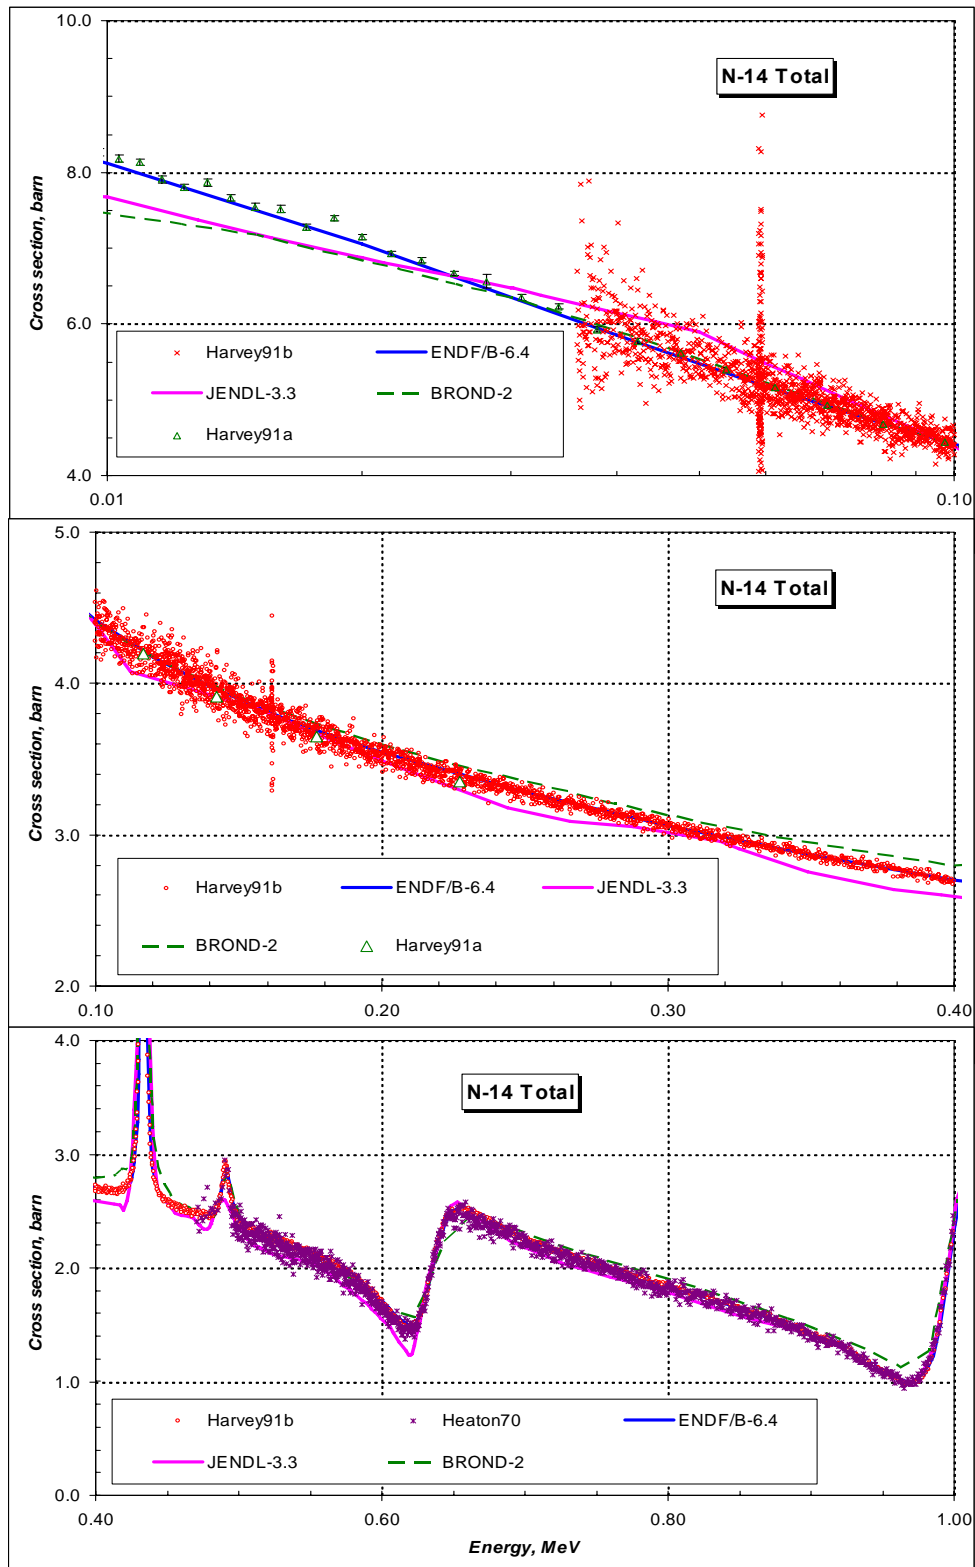 10.0
N-14 Total
8.0
Cross section, barn
6.0
Harvey91b ENDF/B-6.4
JENDL-3.3 BROND-2
Harvey91a
4.0
0.01 0.10
5.0
N-14 Total
4.0
Cross section, barn
3.0
Harvey91b ENDF/B-6.4 JENDL-3.3
BROND-2 Harvey91a
2.0
0.10 0.20 0.30 0.40
4.0
N-14 Total
3.0
Cross section, barn
2.0
1.0
Harvey91b Heaton70 ENDF/B-6.4
JENDL-3.3 BROND-2
0.0
0.40 0.60 0.80 1.00
Energy, MeV